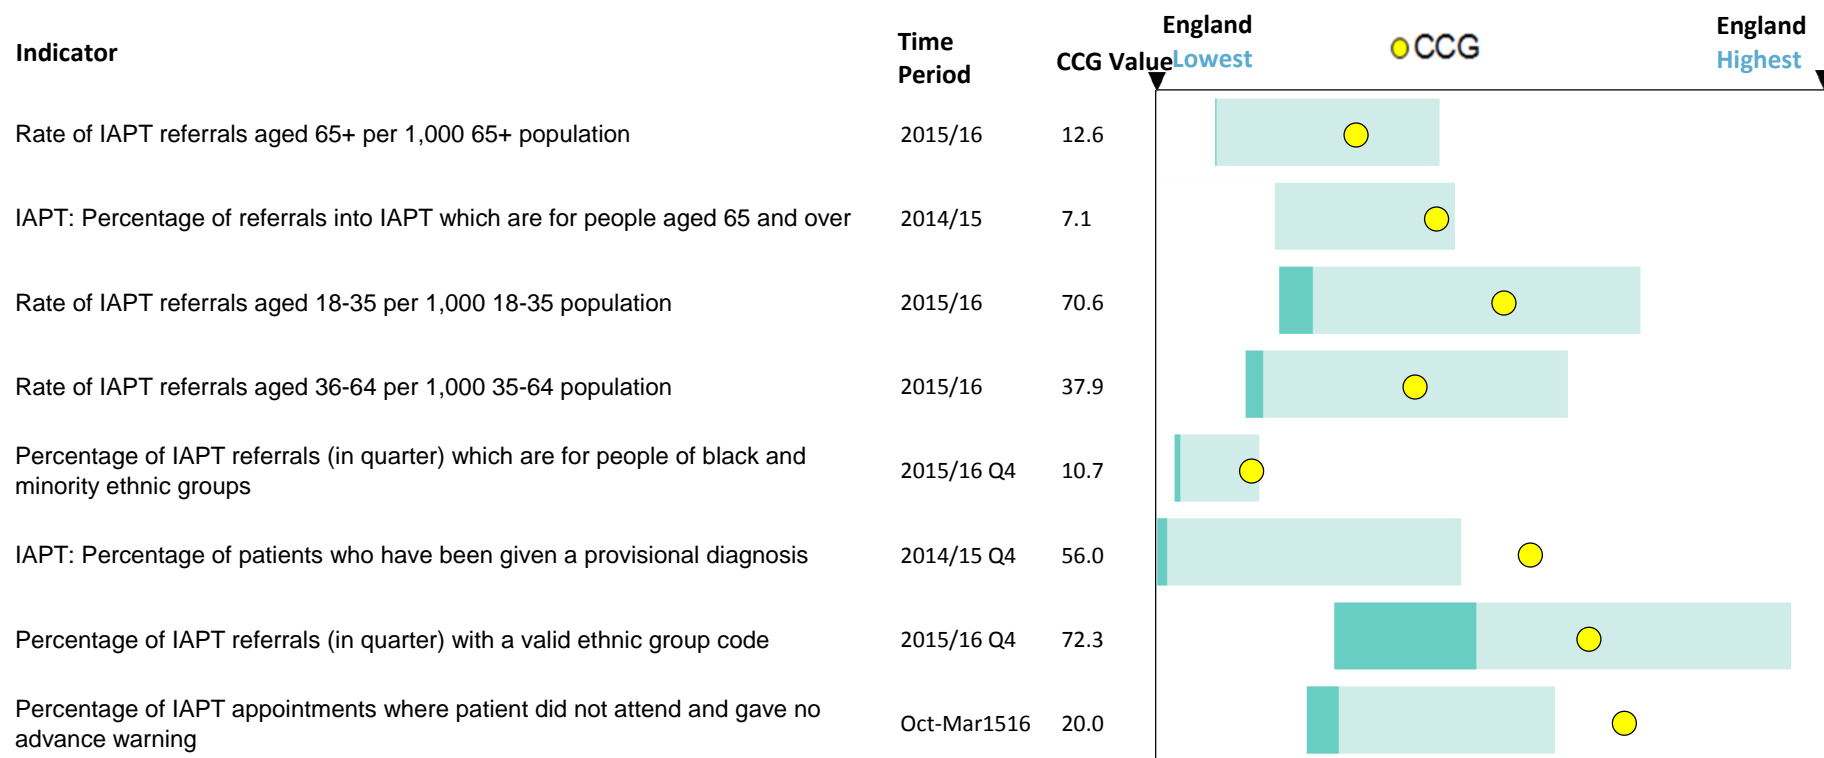 Indicator
Time
Period
CCG Value
England
Lowest
CCG
England
Highest
Rate of IAPT referrals aged 65+ per 1,000 65+ population 2015/16 12.6
IAPT: Percentage of referrals into IAPT which are for people aged 65 and over 2014/15 7.1
Rate of IAPT referrals aged 18-35 per 1,000 18-35 population 2015/16 70.6
Rate of IAPT referrals aged 36-64 per 1,000 35-64 population 2015/16 37.9
Percentage of IAPT referrals (in quarter) which are for people of black and
minority ethnic groups 2015/16 Q4 10.7
IAPT: Percentage of patients who have been given a provisional diagnosis 2014/15 Q4 56.0
Percentage of IAPT referrals (in quarter) with a valid ethnic group code 2015/16 Q4 72.3
Percentage of IAPT appointments where patient did not attend and gave no
advance warning Oct-Mar1516 20.0